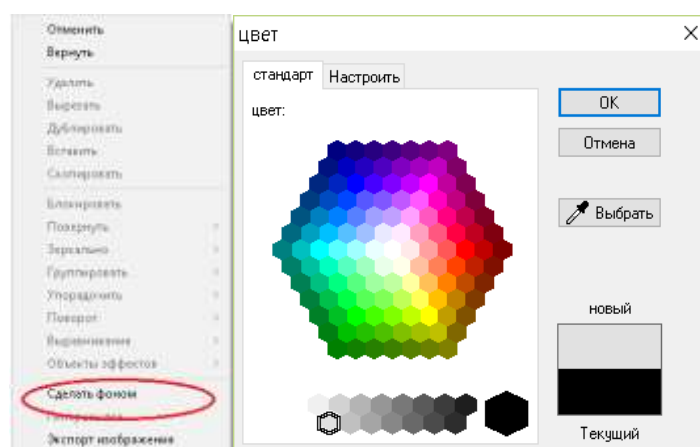 Отменить
Вернуть
Удалить
Вырезать
Дублировать
Вставить
Скопировать
Блокировать
Повернуть
Зеркально
Группировать
Упорядочить
Поворот
Выравнивание
Объекты эффектов
Сделать фоном
Экспорт изображения
цвет
стандарт
Настроить
цвет:
OK
Отмена
Выбрать
новый
Текущий